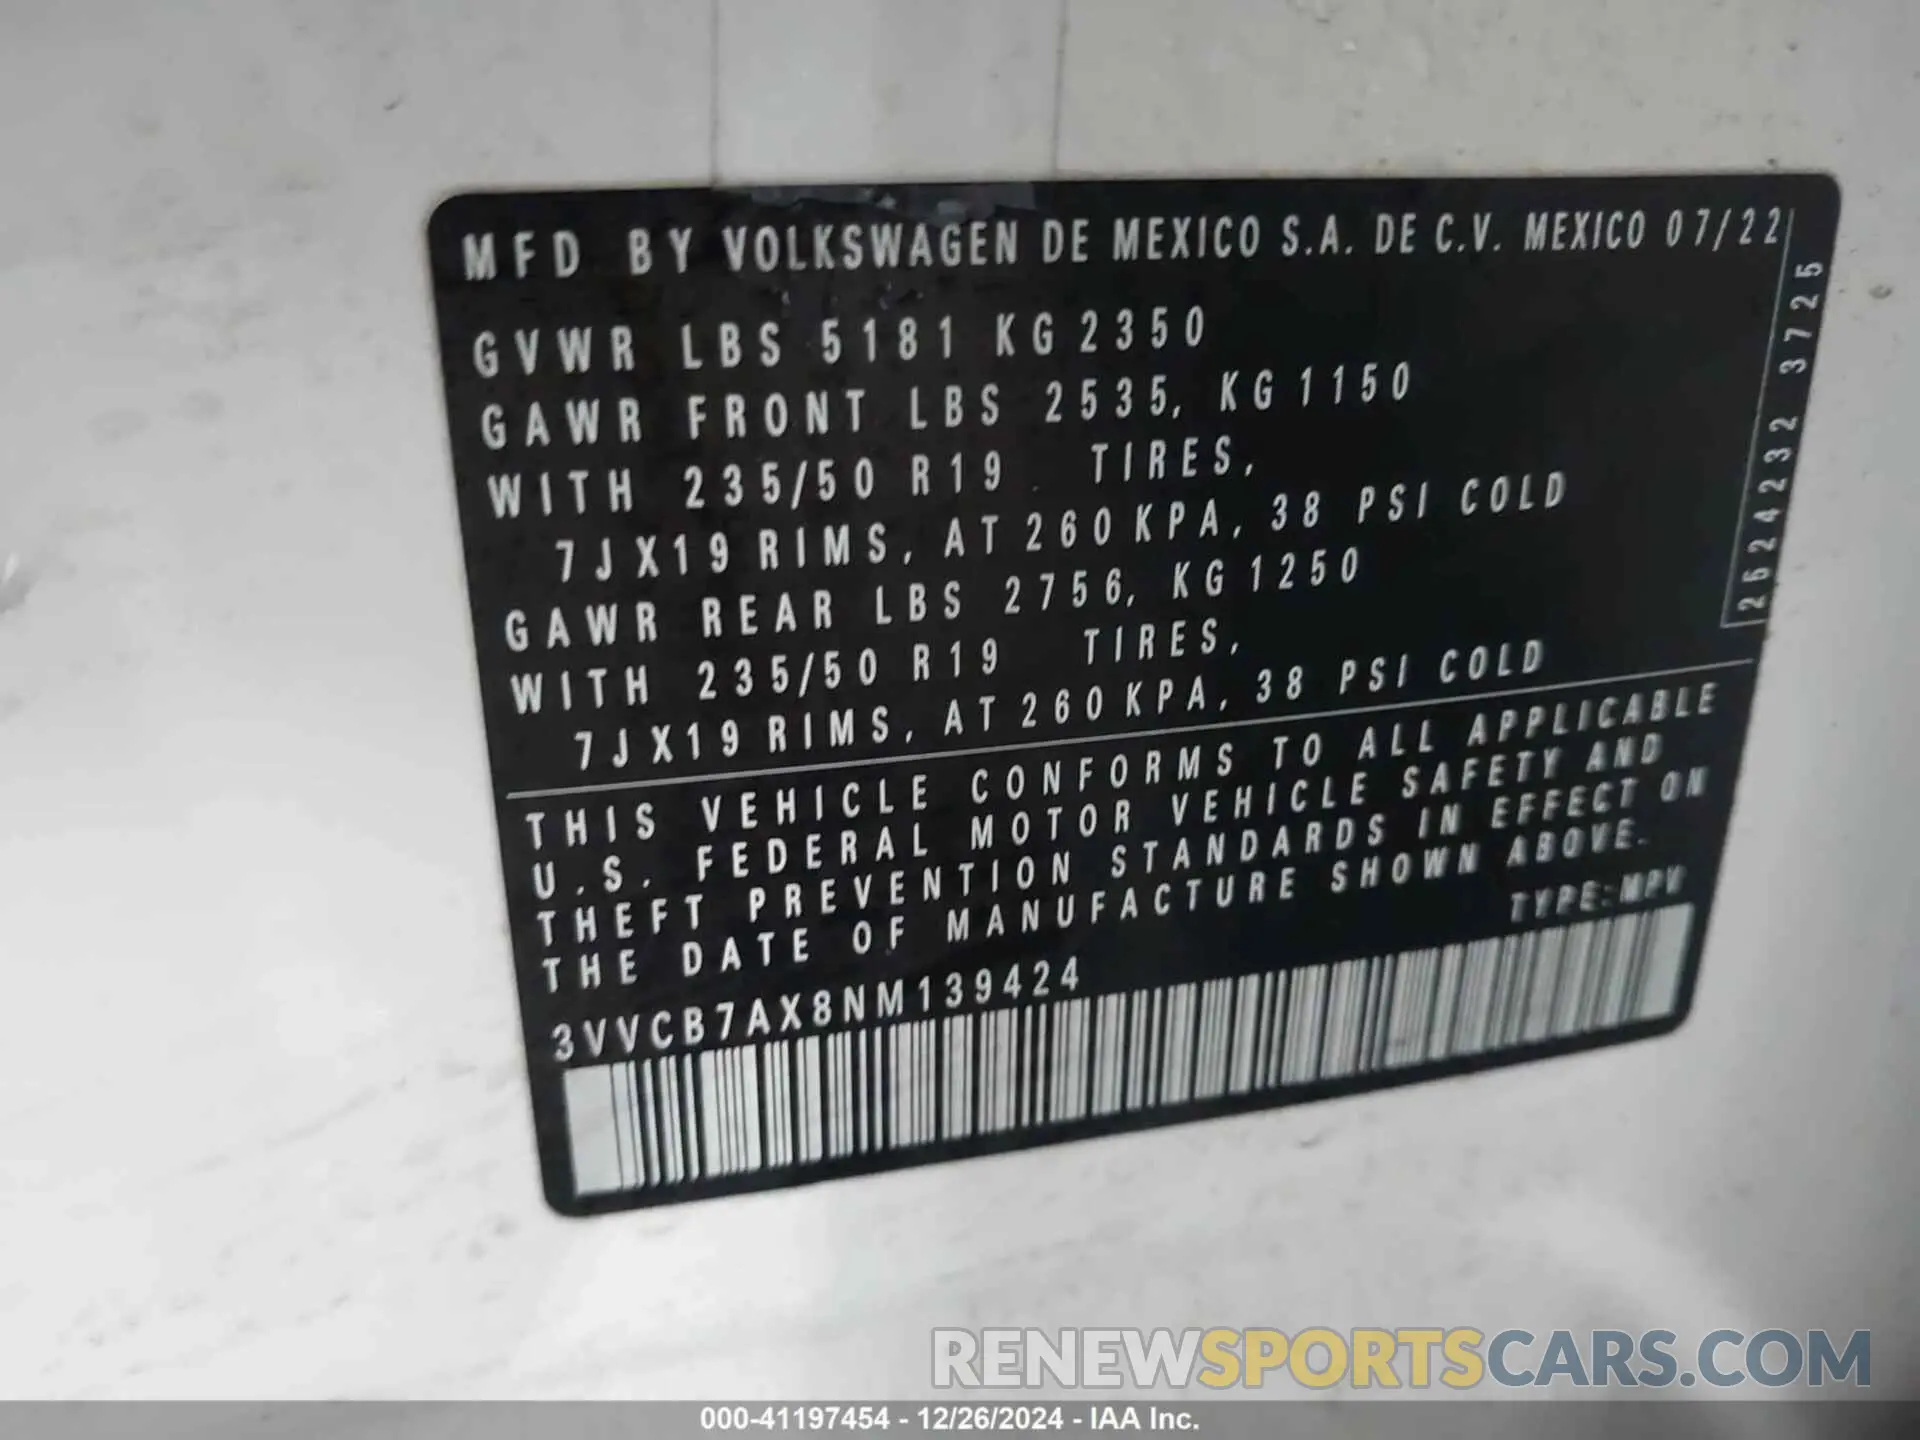 MFD BY VOLKSWAGEN DE MEXICO S.A. DE C.V. MEXICO 07/22
GVWR LBS 5181 KG 2350
GAWR FRONT LBS 2535, KG 1150
WITH 235/50 R19 TIRES,
7JX19 RIMS, AT 260 KPA, 38 PSI COLD
GAWR REAR LBS 2756, KG 1250
WITH 235/50 R19 TIRES,
7JX19 RIMS, AT 260 KPA, 38 PSI COLD
2624232 3725
THIS VEHICLE CONFORMS TO ALL APPLICABLE
U.S. FEDERAL MOTOR VEHICLE SAFETY AND
THEFT PREVENTION STANDARDS IN EFFECT ON
THE DATE OF MANUFACTURE SHOWN ABOVE.
TYPE:MPV
3VVCB7AX8NM139424
RENEWSPORTSCARS.COM
000-41197454 - 12/26/2024 - IAA Inc.